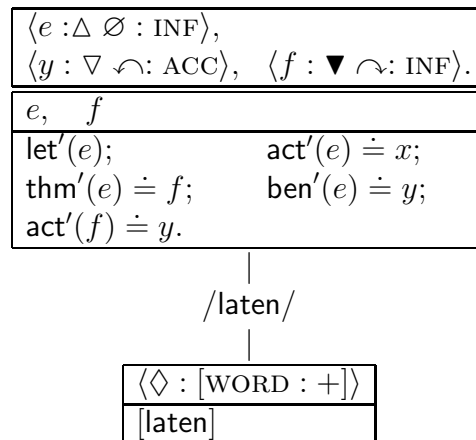 ⟨e :△ ∅ : INF⟩,
⟨y : ▽ ↶: ACC⟩, ⟨f : ▼ ↷: INF⟩.
e, f
let′(e); act′(e) ≐ x;
thm′(e) ≐ f; ben′(e) ≐ y;
act′(f) ≐ y.
/laten/
⟨◊ : [WORD : +]⟩
[laten]